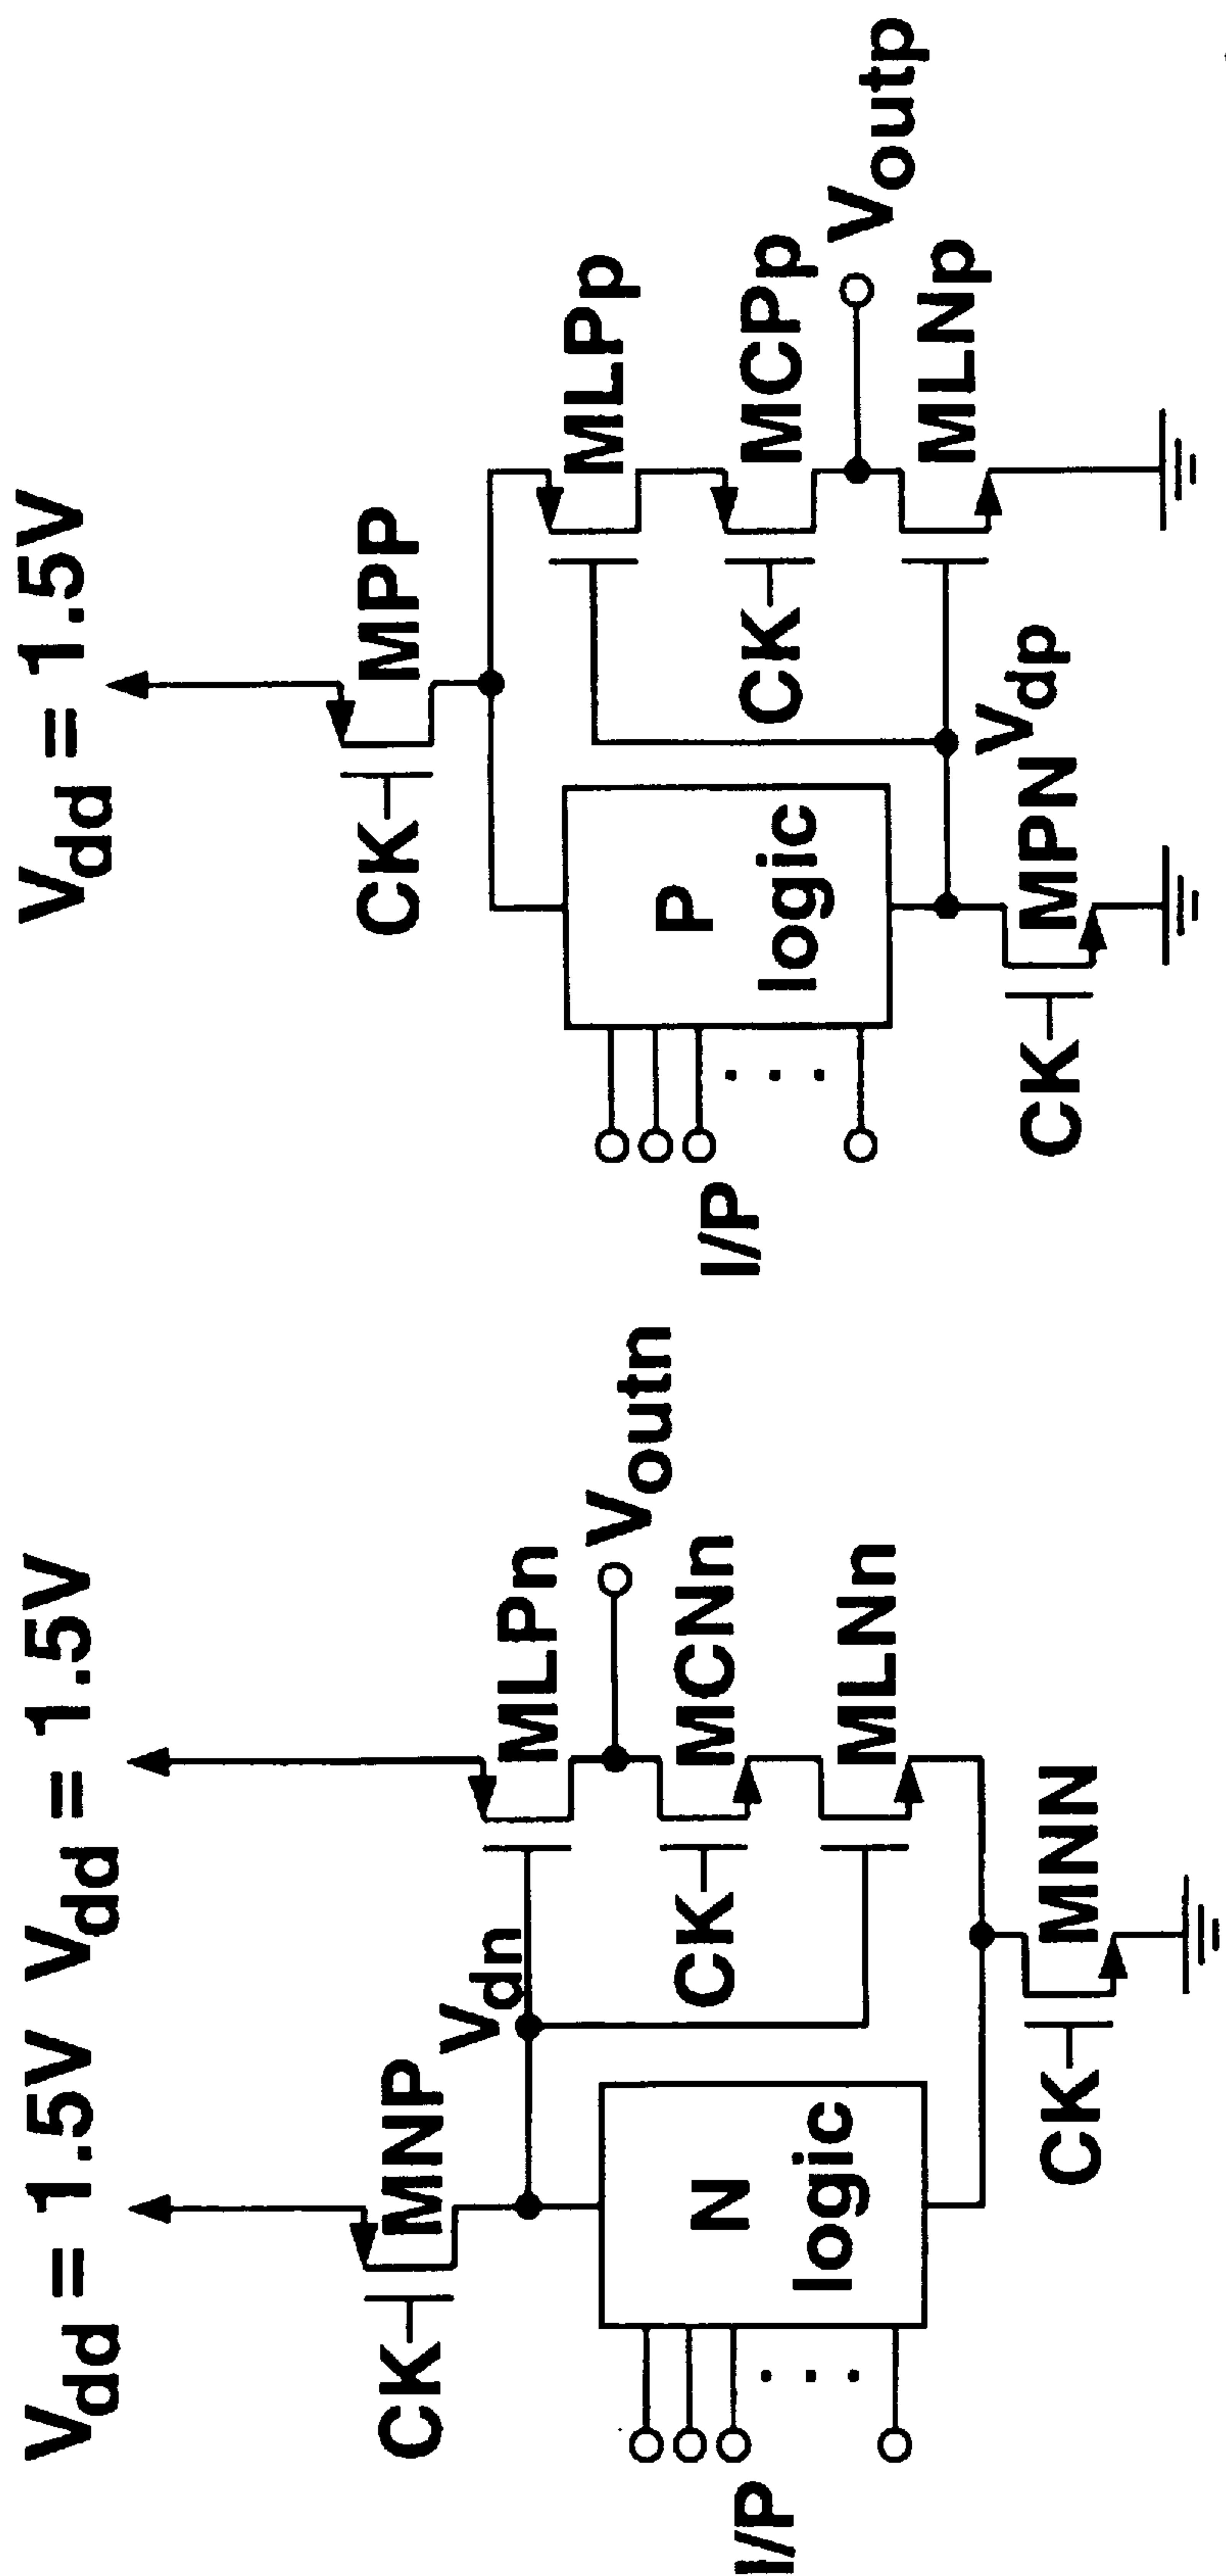 Vdd = 1.5V Vdd = 1.5V
CK
MNP
Vdn
MLPn
Voutn
I/P
N
logic
CK
MCNn
MLNn
CK
MNN
Vdd = 1.5V
CK
MPP
MLPp
I/P
P
logic
CK
MCPp
Voutp
Vdp
MLNp
CK
MPN